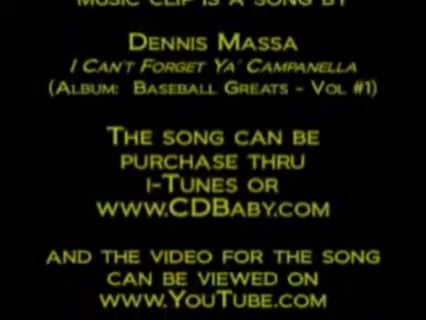 MUSIC CLIP IS A SONG BY
DENNIS MASSA
I CAN'T FORGET YA' CAMPANELLA
(ALBUM: BASEBALL GREATS - VOL #1)
THE SONG CAN BE
PURCHASE THRU
I-TUNES OR
WWW.CDBABY.COM
AND THE VIDEO FOR THE SONG
CAN BE VIEWED ON
WWW.YOUTUBE.COM